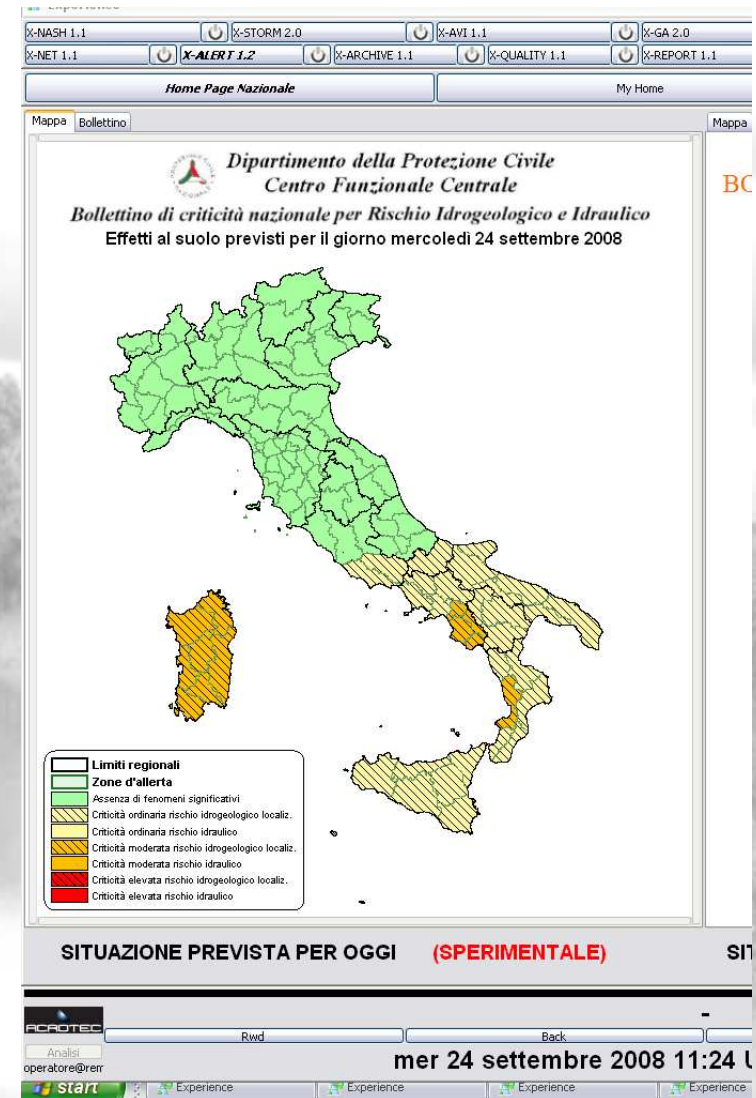 Experience
X-NASH 1.1 X-STORM 2.0 X-AVI 1.1 X-GA 2.0
X-NET 1.1 X-ALERT 1.2 X-ARCHIVE 1.1 X-QUALITY 1.1 X-REPORT 1.1
Home Page Nazionale My Home
Mappa Bollettino Mappa
Dipartimento della Protezione Civile
Centro Funzionale Centrale
BO
Bollettino di criticità nazionale per Rischio Idrogeologico e Idraulico
Effetti al suolo previsti per il giorno mercoledì 24 settembre 2008
Limiti regionali
Zone d'allerta
Assenza di fenomeni significativi
Criticità ordinaria rischio idrogeologico localiz.
Criticità ordinaria rischio idraulico
Criticità moderata rischio idrogeologico localiz.
Criticità moderata rischio idraulico
Criticità elevata rischio idrogeologico localiz.
Criticità elevata rischio idraulico
SITUAZIONE PREVISTA PER OGGI (SPERIMENTALE) SIT
-
ACROTEC
Rwd Back
Analisi
operatore@rem
mer 24 settembre 2008 11:24 U
start Experience Experience Experience Experience